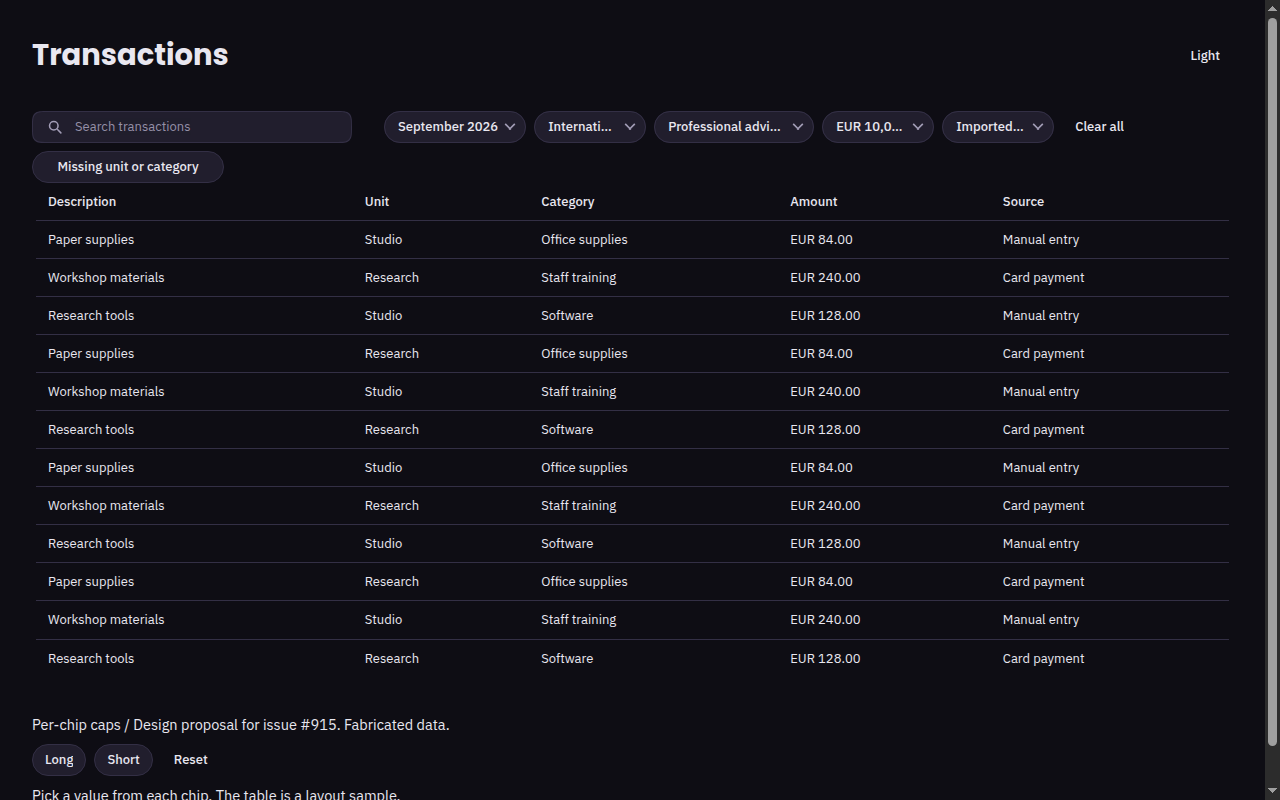 Transactions
Light
Search transactions
September 2026
Internati...
Professional advi...
EUR 10,0...
Imported...
Clear all
Missing unit or category
Description Unit Category Amount Source
Paper supplies Studio Office supplies EUR 84.00 Manual entry
Workshop materials Research Staff training EUR 240.00 Card payment
Research tools Studio Software EUR 128.00 Manual entry
Paper supplies Research Office supplies EUR 84.00 Card payment
Workshop materials Studio Staff training EUR 240.00 Manual entry
Research tools Research Software EUR 128.00 Card payment
Paper supplies Studio Office supplies EUR 84.00 Manual entry
Workshop materials Research Staff training EUR 240.00 Card payment
Research tools Studio Software EUR 128.00 Manual entry
Paper supplies Research Office supplies EUR 84.00 Card payment
Workshop materials Studio Staff training EUR 240.00 Manual entry
Research tools Research Software EUR 128.00 Card payment
Per-chip caps / Design proposal for issue #915. Fabricated data.
Long Short Reset
Pick a value from each chip. The table is a layout sample.